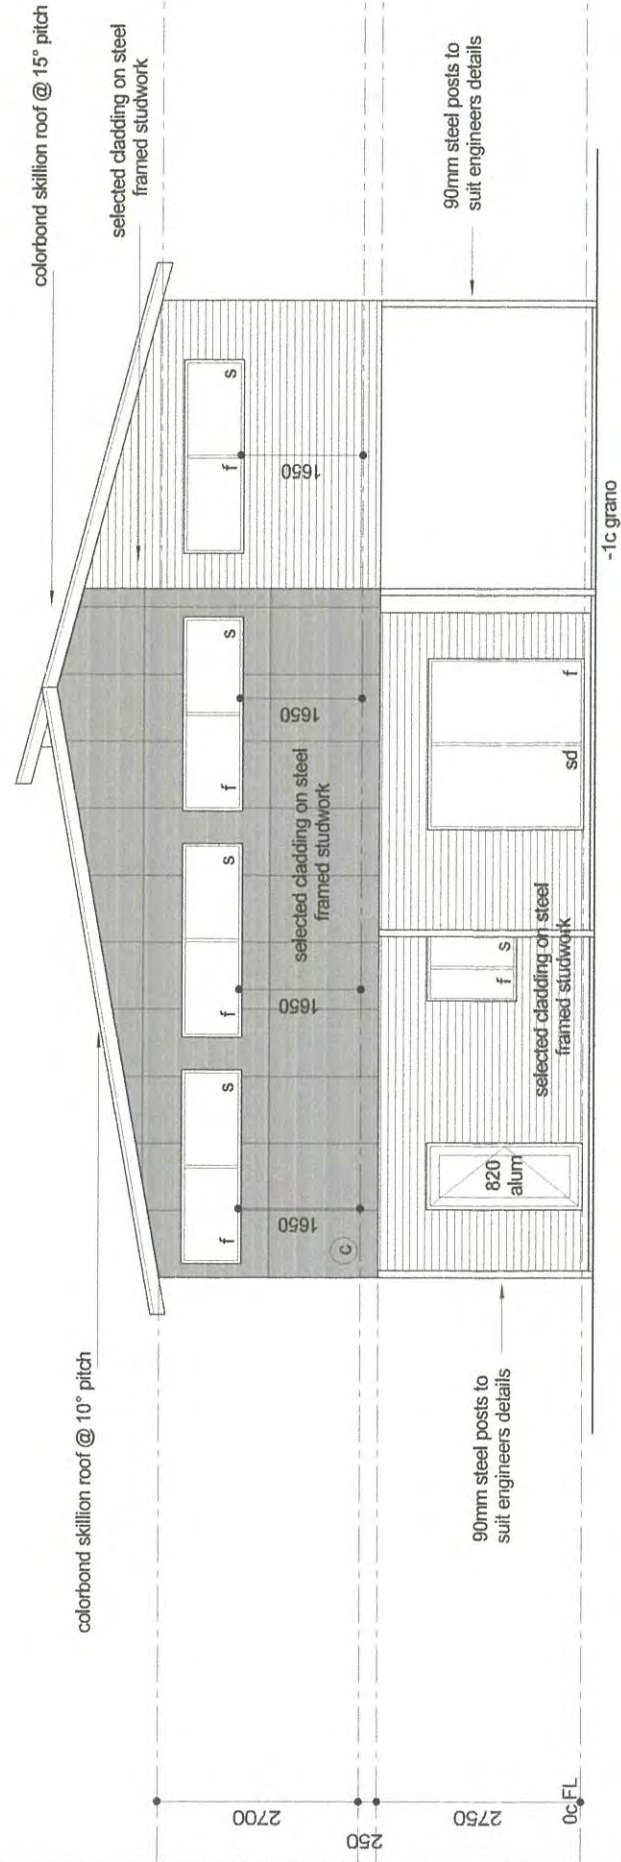 colorbond skillion roof @ 15° pitch
selected cladding on steel
framed studwork
90mm steel posts to
suit engineers details
colorbond skillion roof @ 10° pitch
f
s
f
s
f
s
f
s
1650
1650
1650
1650
selected cladding on steel
framed studwork
c
820
alum
f
s
sd
f
selected cladding on steel
framed studwork
-1c grano
90mm steel posts to
suit engineers details
2700
250
2750
0c FL